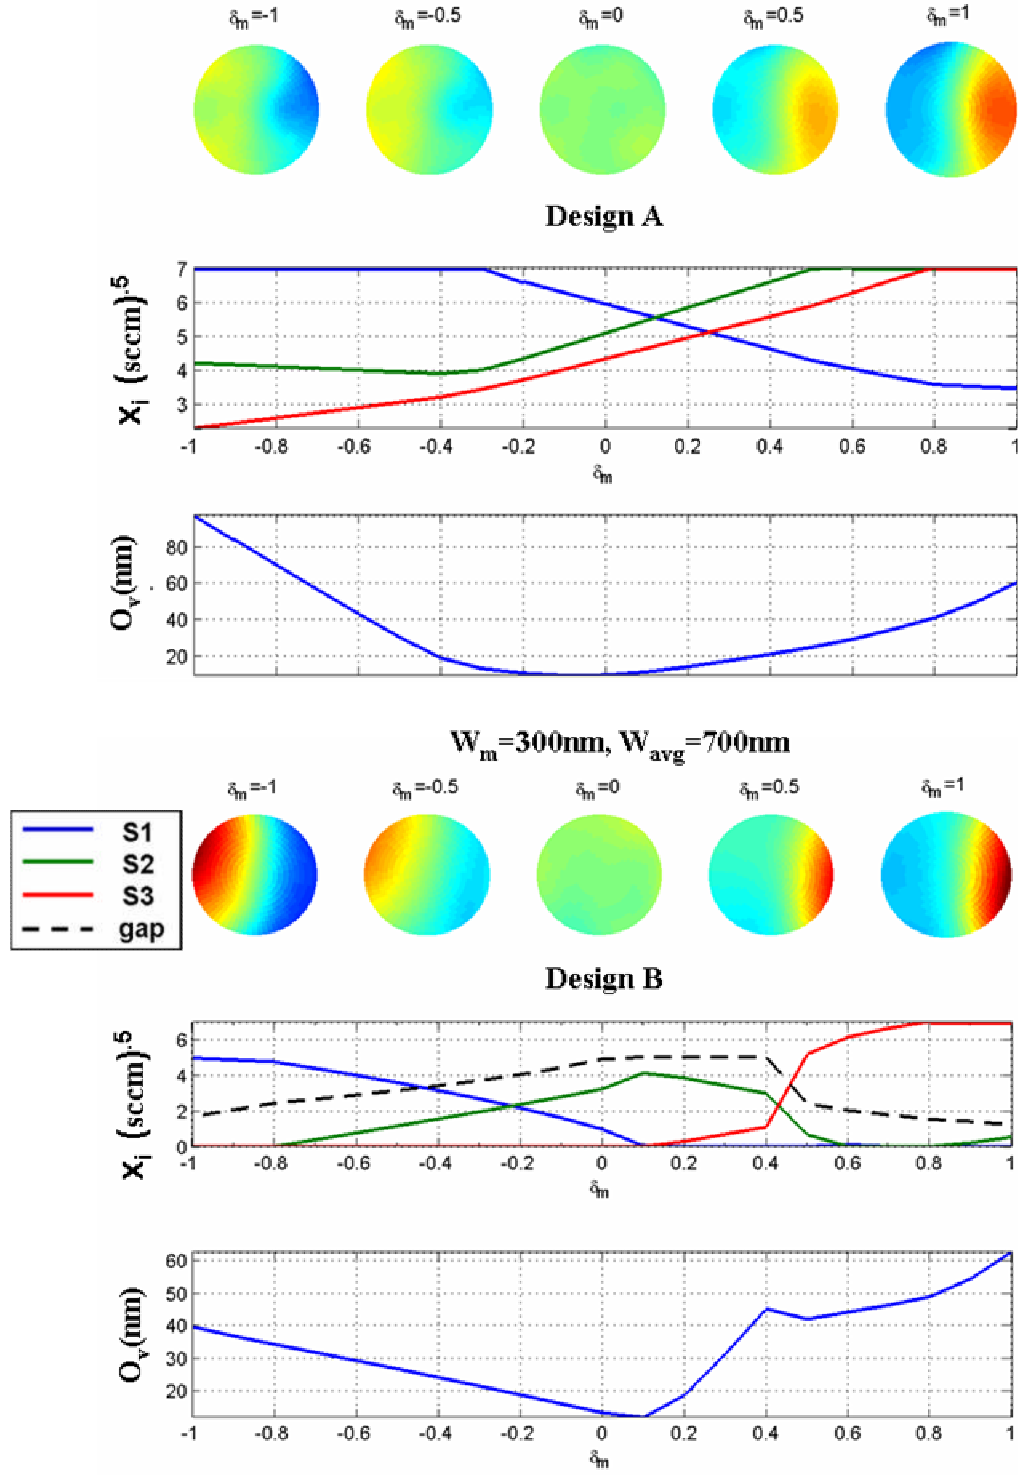 δm=-1 δm=-0.5 δm=0 δm=0.5 δm=1
Design A
Xi (sccm).5
7
6
5
4
3
-1 -0.8 -0.6 -0.4 -0.2 0 0.2 0.4 0.6 0.8 1
δm
Ov(nm)
80
60
40
20
Wm=300nm, Wavg=700nm
δm=-1 δm=-0.5 δm=0 δm=0.5 δm=1
S1
S2
S3
gap
Design B
Xi (sccm).5
6
4
2
0
-1 -0.8 -0.6 -0.4 -0.2 0 0.2 0.4 0.6 0.8 1
δm
Ov(nm)
60
50
40
30
20
-1 -0.8 -0.6 -0.4 -0.2 0 0.2 0.4 0.6 0.8 1
δm